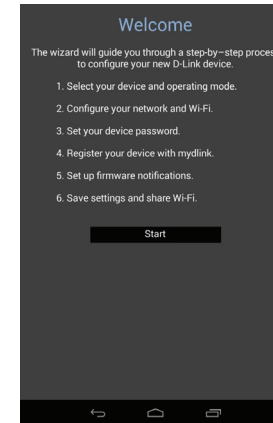 Welcome
The wizard will guide you through a step-by-step proces
to configure your new D-Link device.
1. Select your device and operating mode.
2. Configure your network and Wi-Fi.
3. Set your device password.
4. Register your device with mydlink.
5. Set up firmware notifications.
6. Save settings and share Wi-Fi.
Start